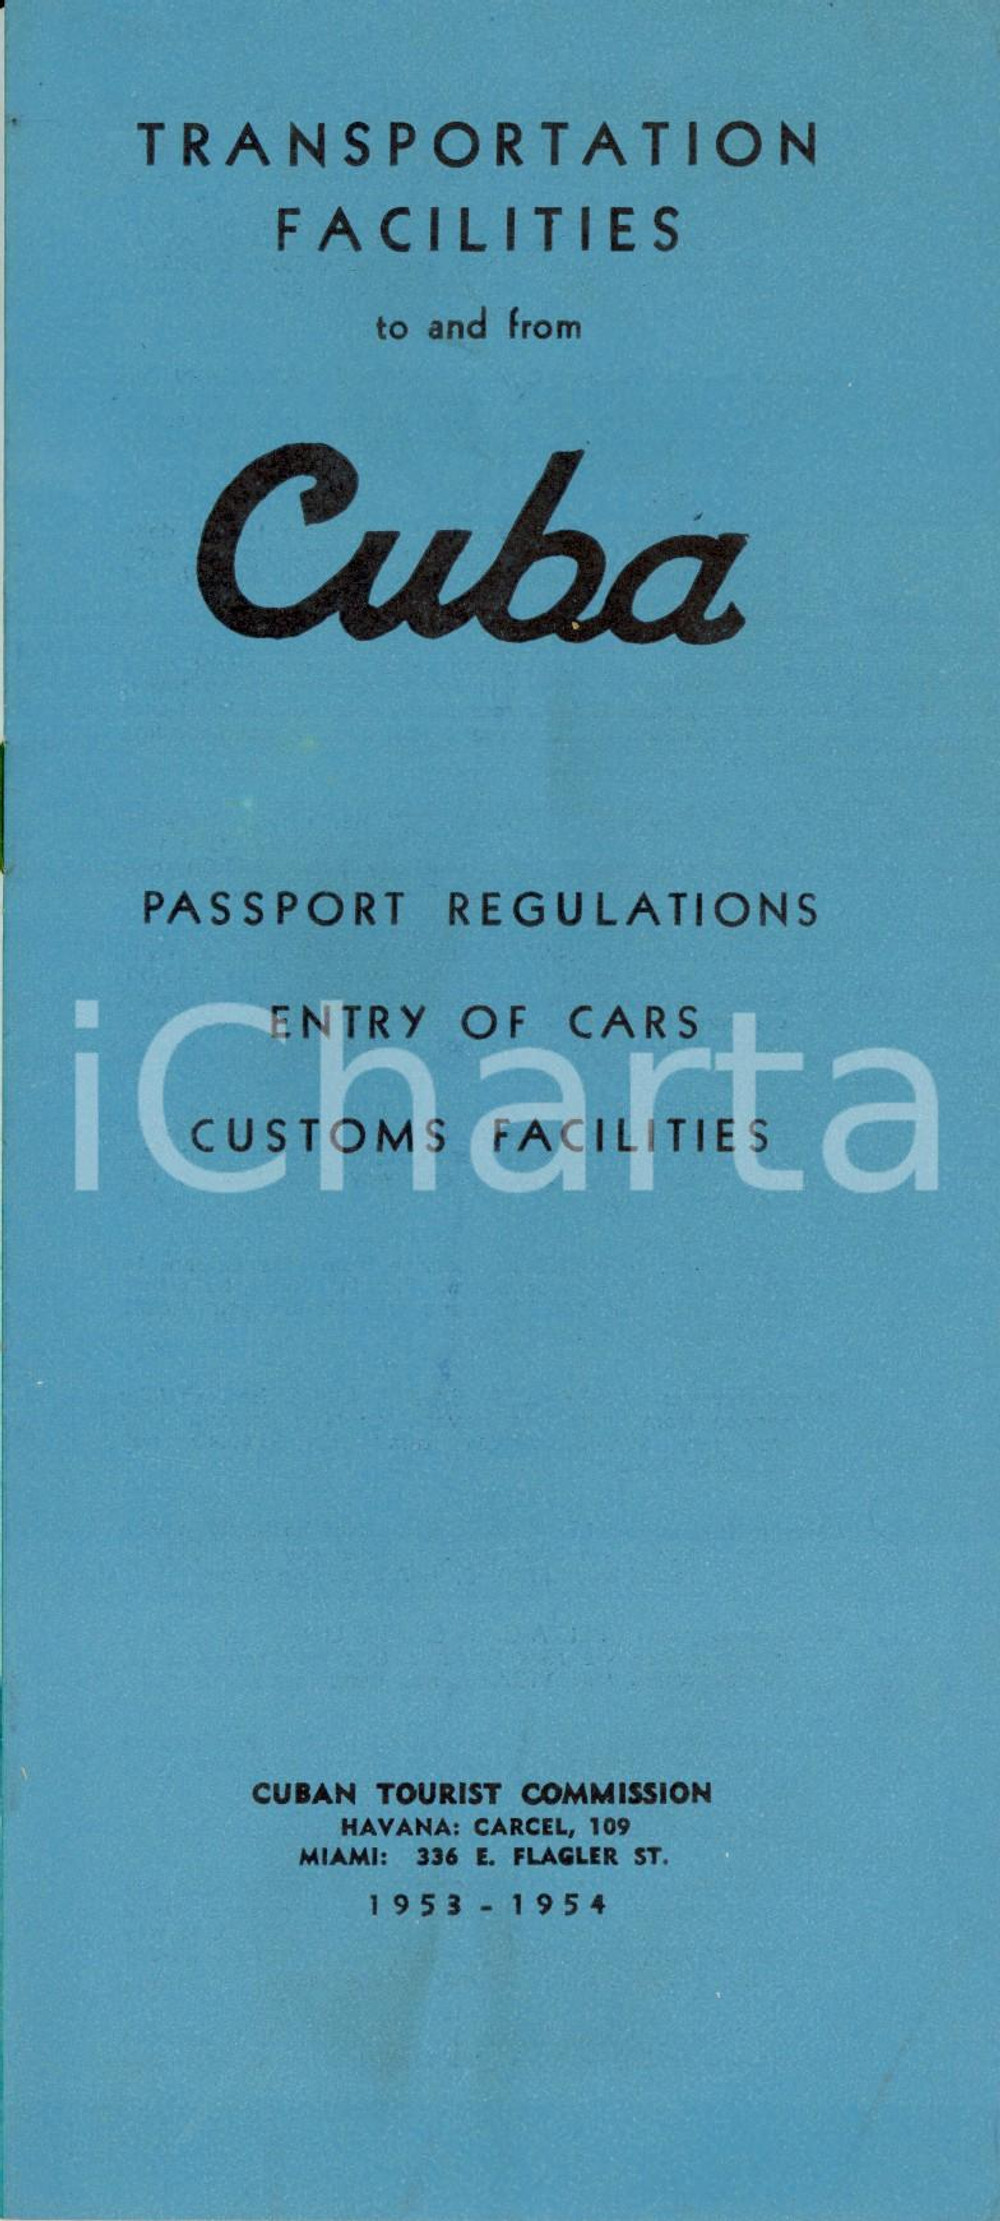 TRANSPORTATION
FACILITIES
to and from
Cuba
PASSPORT REGULATIONS
ENTRY OF CARS
iCharta
CUSTOMS FACILITIES
CUBAN TOURIST COMMISSION
HAVANA: CARCEL, 109
MIAMI: 336 E. FLAGLER ST.
1953 - 1954